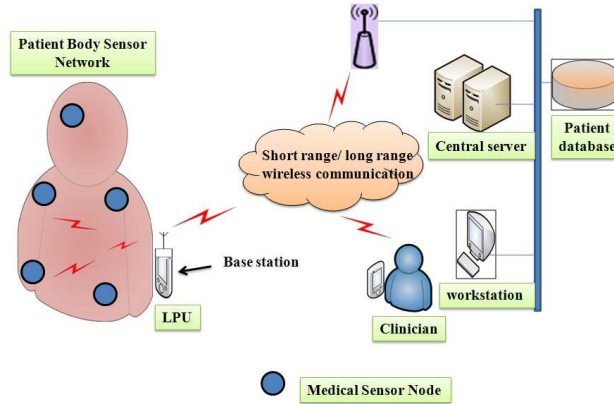 Patient Body Sensor
Network
Short range/ long range
wireless communication
Central server
Patient
database
Base station
LPU
Clinician
workstation
Medical Sensor Node